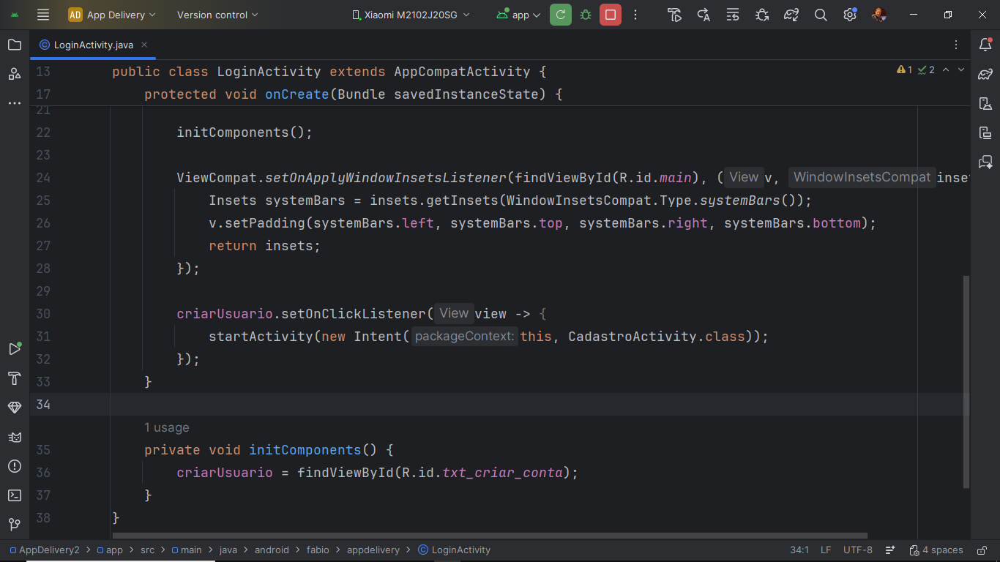 AD App Delivery Version control Xiaomi M2102J20SG app
LoginActivity.java
13 public class LoginActivity extends AppCompatActivity { 1 2
17 protected void onCreate(Bundle savedInstanceState) {
21
22 initComponents();
23
24 ViewCompat.setOnApplyWindowInsetsListener(findViewById(R.id.main), ( View v, WindowInsetsCompat inse
25 Insets systemBars = insets.getInsets(WindowInsetsCompat.Type.systemBars());
26 v.setPadding(systemBars.left, systemBars.top, systemBars.right, systemBars.bottom);
27 return insets;
28 });
29
30 criarUsuario.setOnClickListener( View view -> {
31 startActivity(new Intent( packageContext: this, CadastroActivity.class));
32 });
33 }
34
1 usage
35 private void initComponents() {
36 criarUsuario = findViewById(R.id.txt_criar_conta);
37 }
38 }
AppDelivery2 > app > src > main > java > android > fabio > appdelivery > LoginActivity 34:1 LF UTF-8 4 spaces